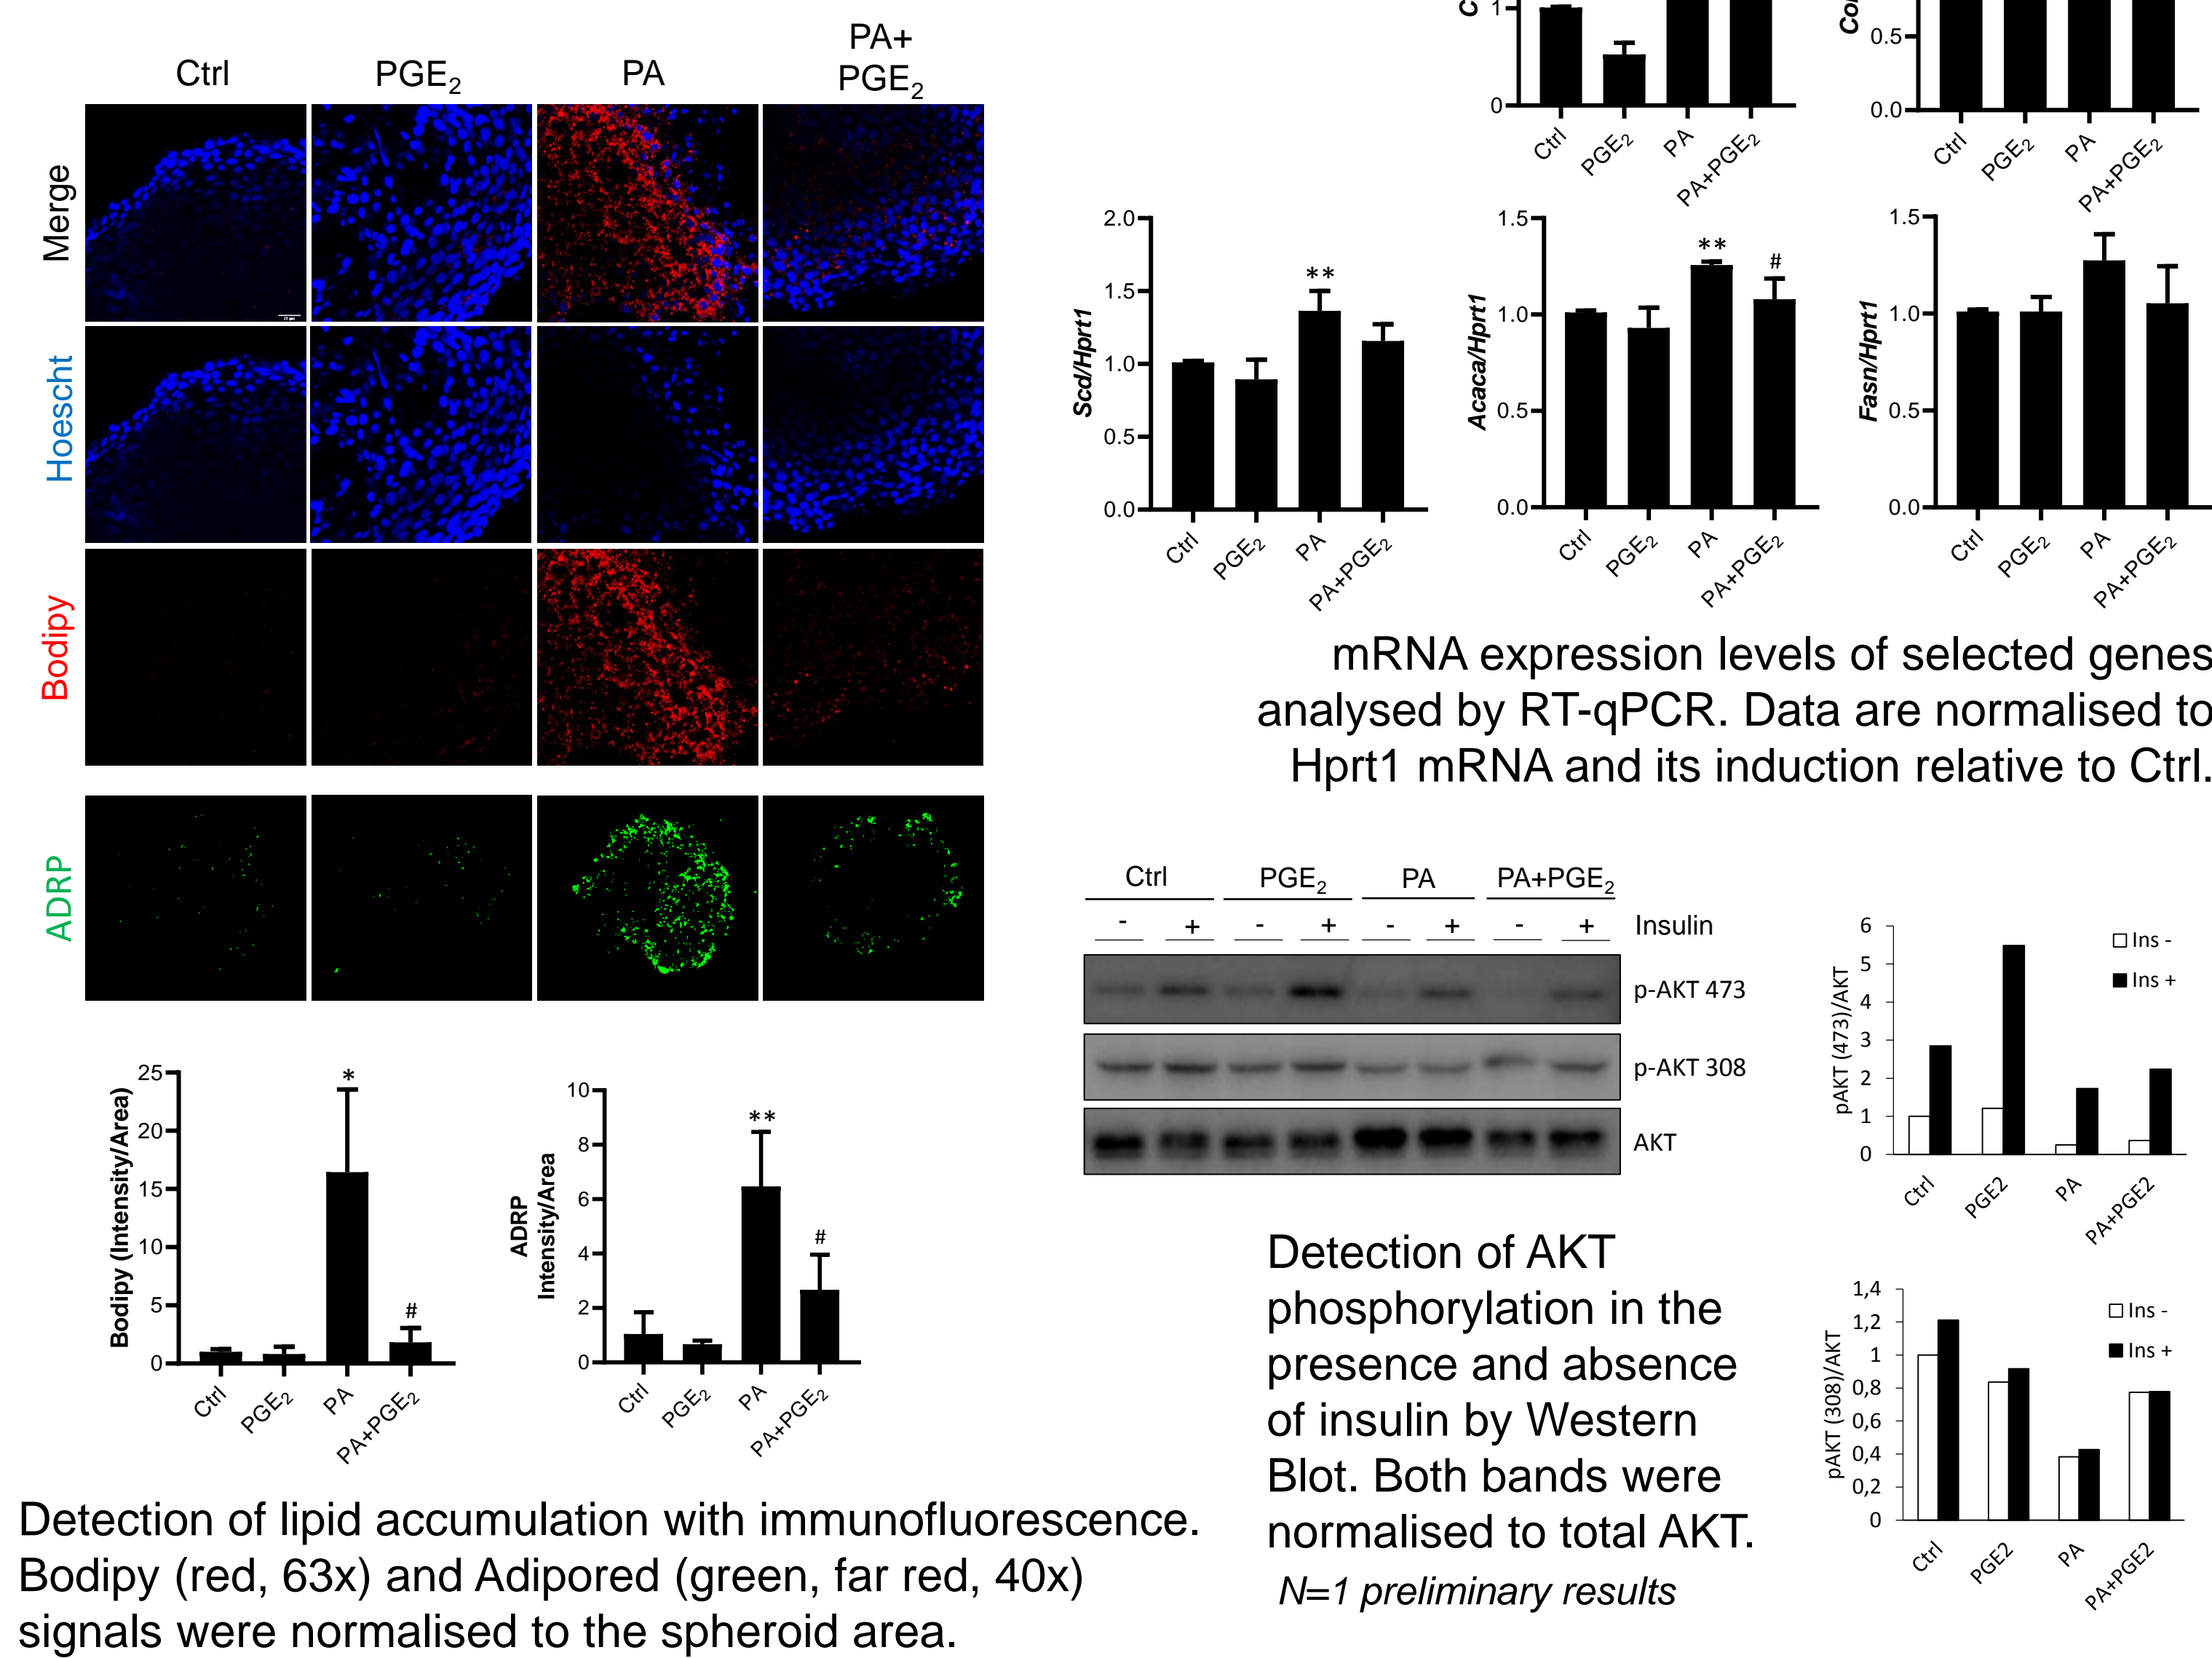 Ctrl
PGE2
PA
PA+
PGE2
Merge
Hoescht
Bodipy
ADRP
Bodipy (Intensity/Area)
25
20
15
10
5
0
*
#
Ctrl
PGE2
PA
PA+PGE2
ADRP
Intensity/Area
10
8
6
4
2
0
**
#
Ctrl
PGE2
PA
PA+PGE2
Detection of lipid accumulation with immunofluorescence.
Bodipy (red, 63x) and Adipored (green, far red, 40x)
signals were normalised to the spheroid area.
1
0
Ctrl
PGE2
PA
PA+PGE2
0.5
0.0
Ctrl
PGE2
PA
PA+PGE2
Scd/Hprt1
2.0
1.5
1.0
0.5
0.0
**
Ctrl
PGE2
PA
PA+PGE2
Acaca/Hprt1
1.5
1.0
0.5
0.0
**
#
Ctrl
PGE2
PA
PA+PGE2
Fasn/Hprt1
1.5
1.0
0.5
0.0
Ctrl
PGE2
PA
PA+PGE2
mRNA expression levels of selected genes
analysed by RT-qPCR. Data are normalised to
Hprt1 mRNA and its induction relative to Ctrl.
Ctrl PGE2 PA PA+PGE2
- + - + - + - + Insulin
p-AKT 473
p-AKT 308
AKT
Detection of AKT
phosphorylation in the
presence and absence
of insulin by Western
Blot. Both bands were
normalised to total AKT.
N=1 preliminary results
pAKT (473)/AKT
6
5
4
3
2
1
0
Ins -
Ins +
Ctrl
PGE2
PA
PA+PGE2
pAKT (308)/AKT
1,4
1,2
1
0,8
0,6
0,4
0,2
0
Ins -
Ins +
Ctrl
PGE2
PA
PA+PGE2